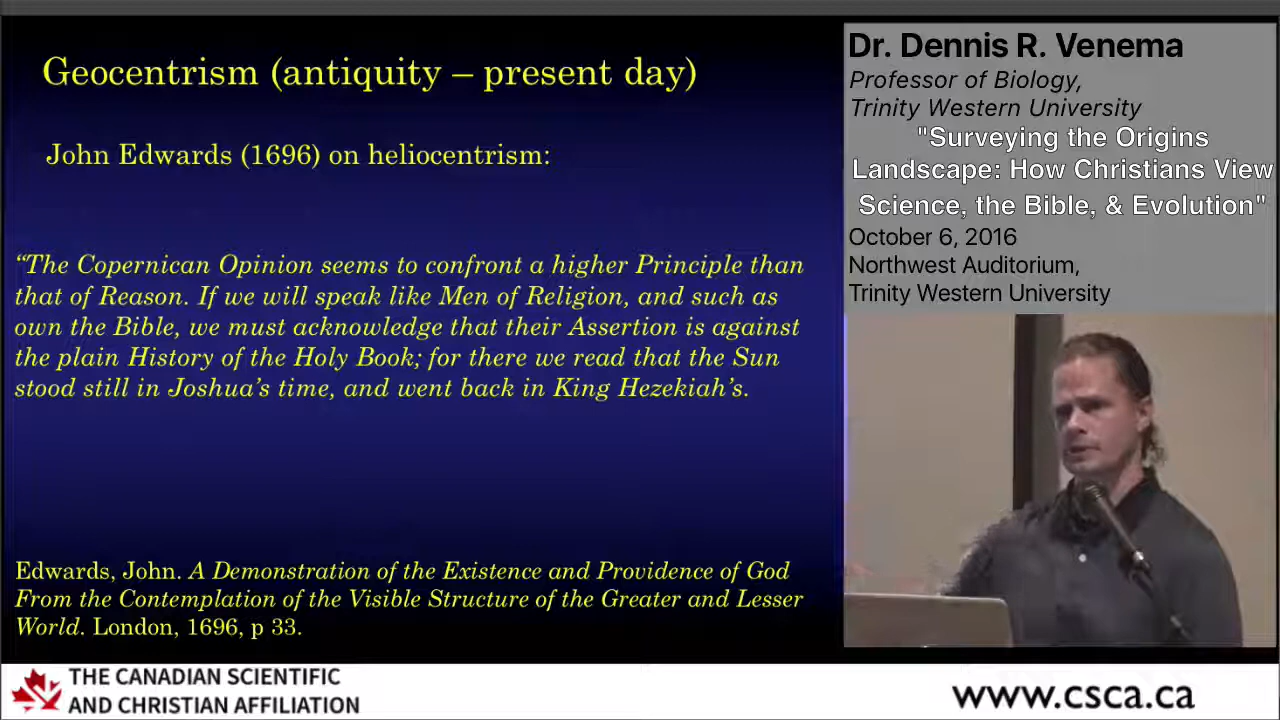 Geocentrism (antiquity – present day)
John Edwards (1696) on heliocentrism:
“The Copernican Opinion seems to confront a higher Principle than
that of Reason. If we will speak like Men of Religion, and such as
own the Bible, we must acknowledge that their Assertion is against
the plain History of the Holy Book; for there we read that the Sun
stood still in Joshua’s time, and went back in King Hezekiah’s.
Edwards, John. A Demonstration of the Existence and Providence of God
From the Contemplation of the Visible Structure of the Greater and Lesser
World. London, 1696, p 33.
Dr. Dennis R. Venema
Professor of Biology,
Trinity Western University
"Surveying the Origins
Landscape: How Christians View
Science, the Bible, & Evolution"
October 6, 2016
Northwest Auditorium,
Trinity Western University
THE CANADIAN SCIENTIFIC
AND CHRISTIAN AFFILIATION
www.csca.ca